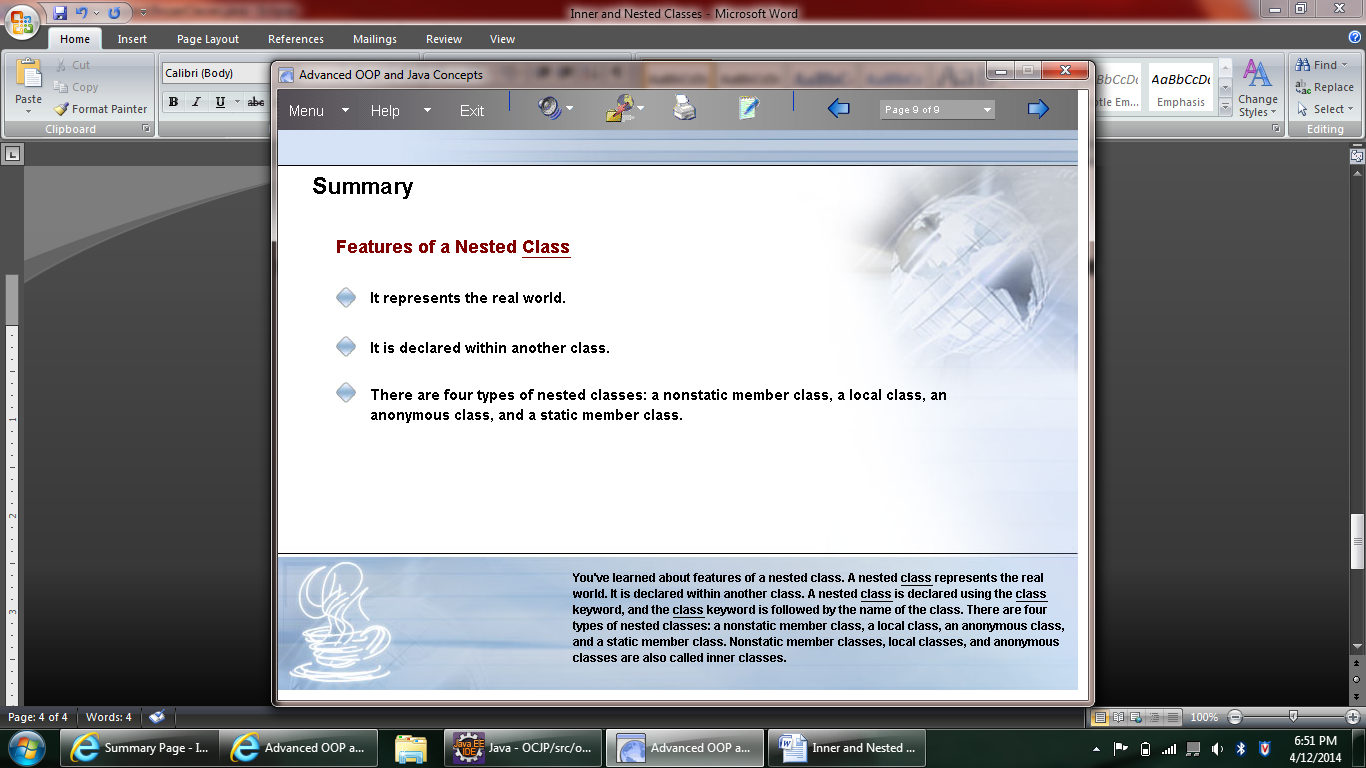 Inner and Nested Classes - Microsoft Word
Home Insert Page Layout References Mailings Review View
Paste
Cut
Copy
Format Painter
Clipboard
Calibri (Body)
B I U abc
AaBbCcDc
Emphasis
Change Styles
Find
Replace
Select
Editing
Advanced OOP and Java Concepts
Menu Help Exit Page 9 of 9
Summary
Features of a Nested Class
It represents the real world.
It is declared within another class.
There are four types of nested classes: a nonstatic member class, a local class, an
anonymous class, and a static member class.
You've learned about features of a nested class. A nested class represents the real
world. It is declared within another class. A nested class is declared using the class
keyword, and the class keyword is followed by the name of the class. There are four
types of nested classes: a nonstatic member class, a local class, an anonymous class,
and a static member class. Nonstatic member classes, local classes, and anonymous
classes are also called inner classes.
1
2
3
Page: 4 of 4 Words: 4 100%
Summary Page - I... Advanced OOP a... Java - OCJP/src/o... Advanced OOP a... Inner and Nested ...
6:51 PM
4/12/2014